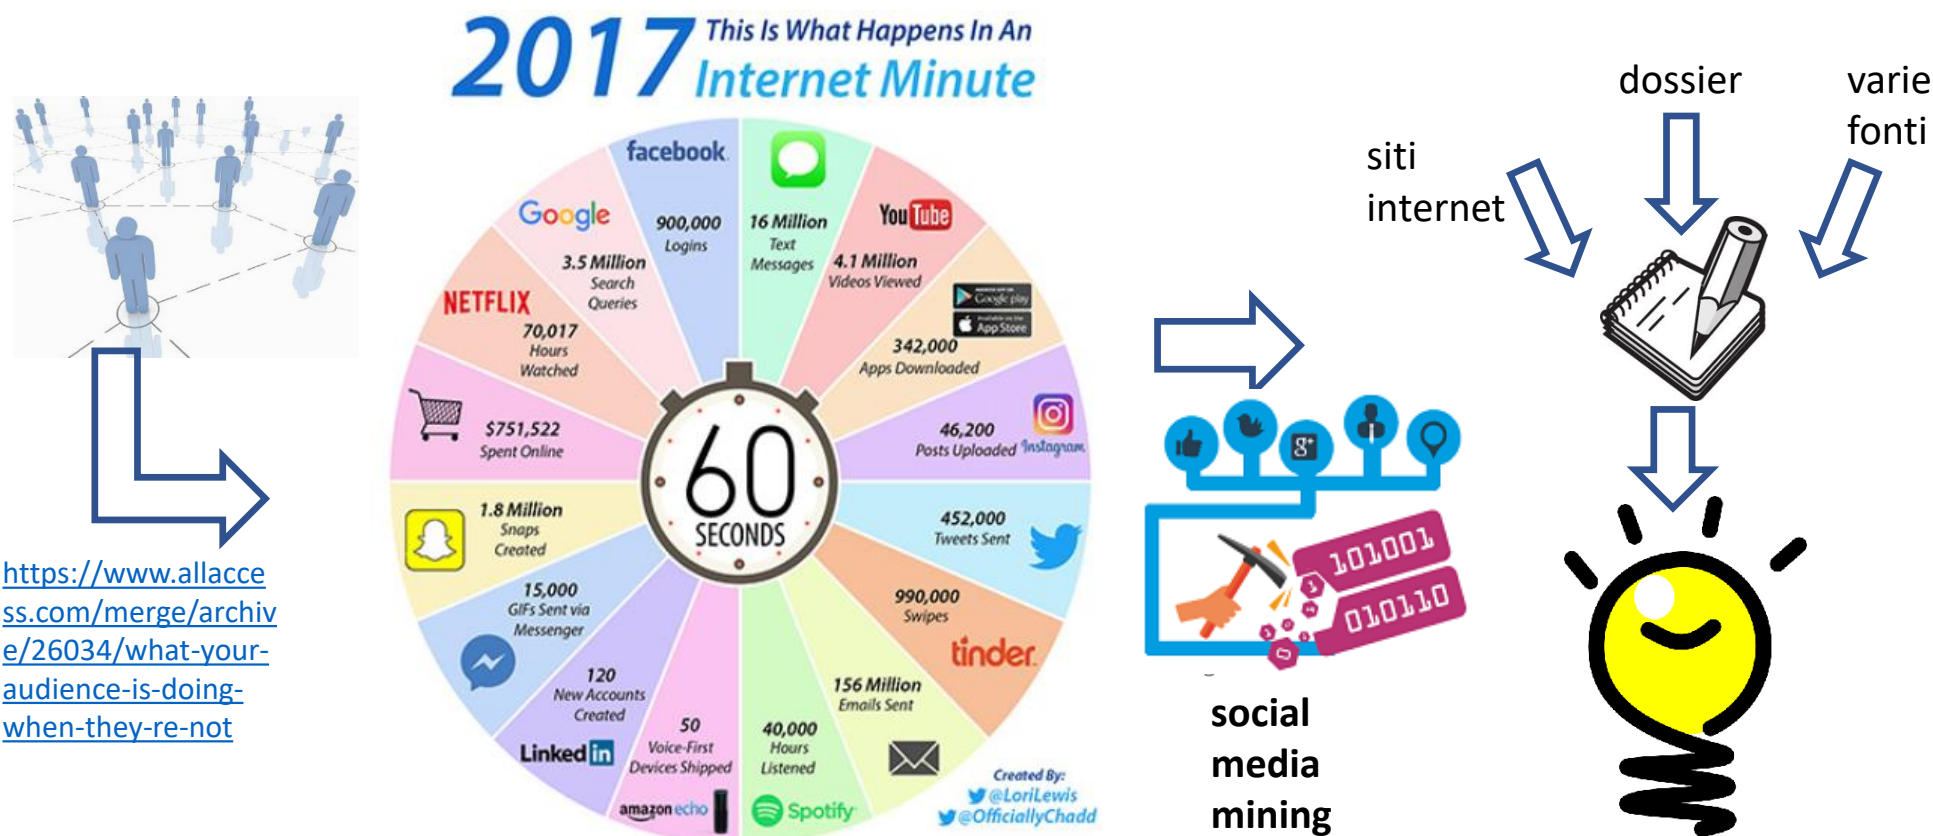 2017 This Is What Happens In An
Internet Minute
facebook
900,000
Logins
16 Million
Text
Messages
YouTube
4.1 Million
Videos Viewed
Google play
App Store
342,000
Apps Downloaded
46,200
Posts Uploaded
Instagram
452,000
Tweets Sent
990,000
Swipes
tinder
156 Million
Emails Sent
40,000
Hours
Listened
Spotify
50
Voice-First
Devices Shipped
amazon echo
120
New Accounts
Created
Linked in
15,000
GIFs Sent via
Messenger
1.8 Million
Snaps
Created
$751,522
Spent Online
NETFLIX
70,017
Hours
Watched
Google
3.5 Million
Search
Queries
60
SECONDS
Created By:
@LoriLewis
@OfficiallyChadd
https://www.allacce
ss.com/merge/archiv
e/26034/what-your-
audience-is-doing-
when-they-re-not
g+
101001
010110
social
media
mining
siti
internet
dossier
varie
fonti